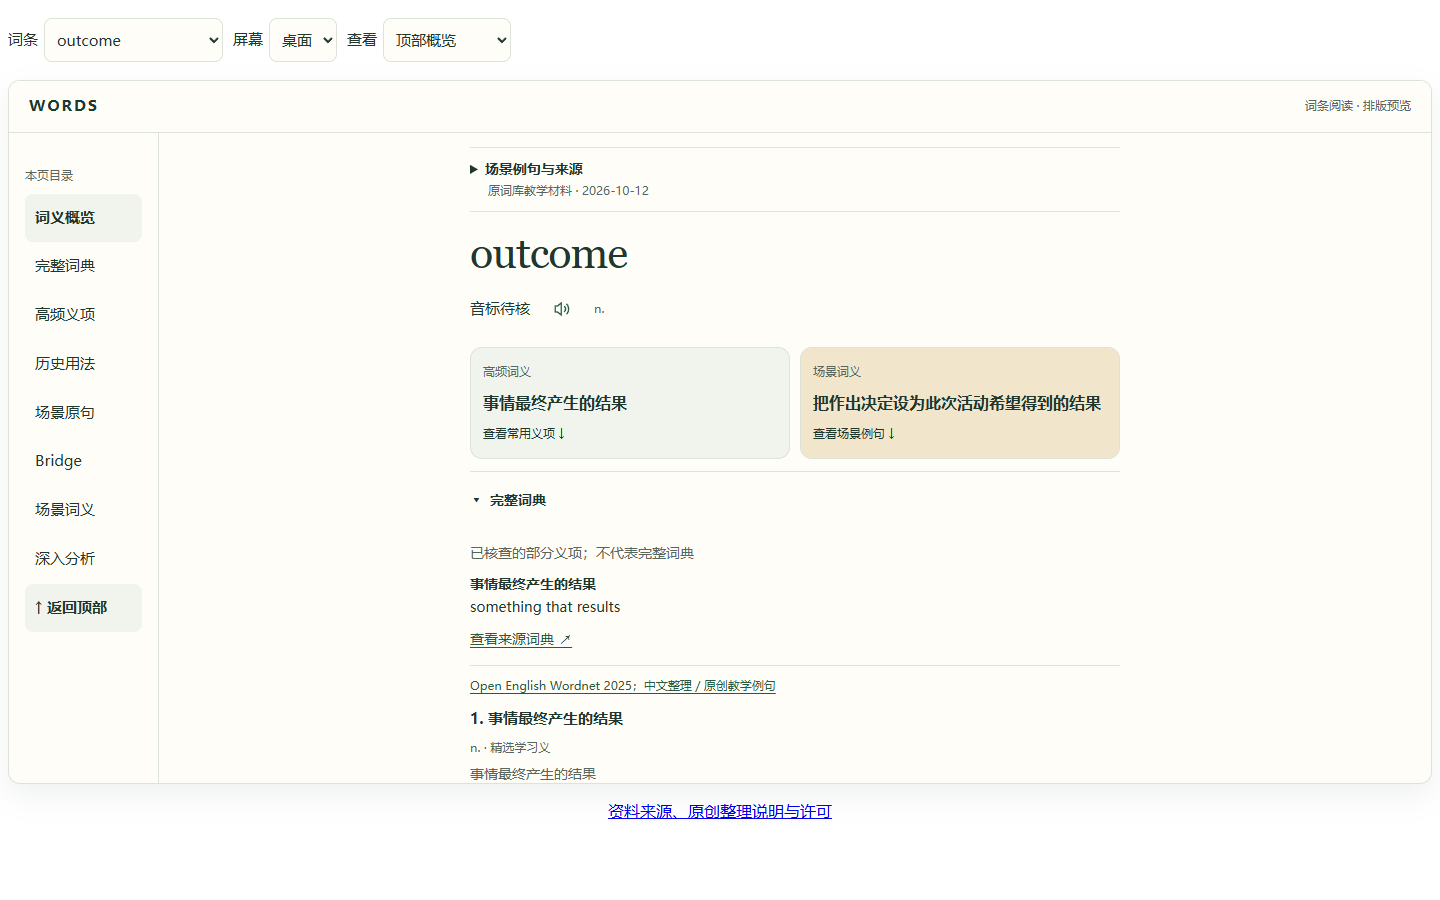 词条 outcome 屏幕 桌面 查看 顶部概览
WORDS
词条阅读 · 排版预览
本页目录
词义概览
完整词典
高频义项
历史用法
场景原句
Bridge
场景词义
深入分析
↑ 返回顶部
▶ 场景例句与来源
原词库教学材料 · 2026-10-12
outcome
音标待核 n.
高频词义
事情最终产生的结果
查看常用义项 ↓
场景词义
把作出决定设为此次活动希望得到的结果
查看场景例句 ↓
▾ 完整词典
已核查的部分义项；不代表完整词典
事情最终产生的结果
something that results
查看来源词典 ↗
Open English Wordnet 2025；中文整理 / 原创教学例句
1. 事情最终产生的结果
n. · 精选学习义
事情最终产生的结果
资料来源、原创整理说明与许可